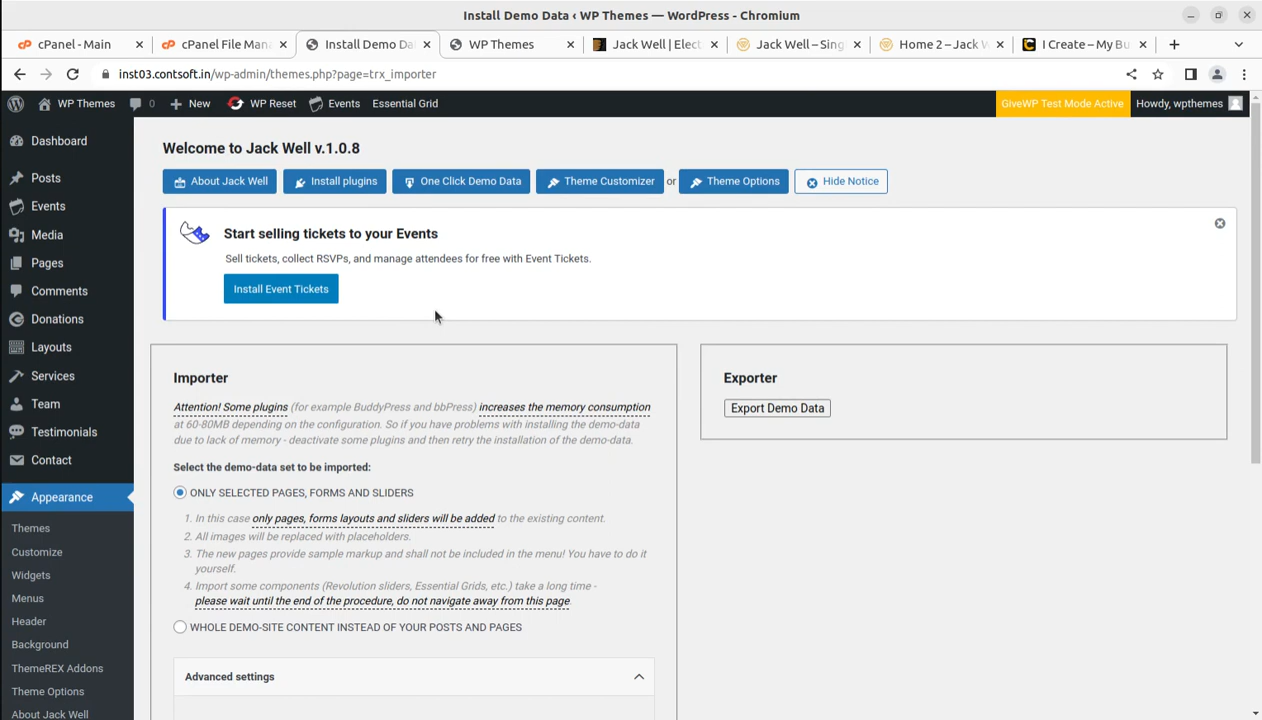 Install Demo Data ‹ WP Themes — WordPress - Chromium
cPanel - Main
cPanel File Man
Install Demo Da
WP Themes
Jack Well | Elect
Jack Well – Sing
Home 2 – Jack W
I Create – My Bu
inst03.contsoft.in/wp-admin/themes.php?page=trx_importer
WP Themes 0 New WP Reset Events Essential Grid GiveWP Test Mode Active Howdy, wpthemes
Dashboard
Posts
Events
Media
Pages
Comments
Donations
Layouts
Services
Team
Testimonials
Contact
Appearance
Themes
Customize
Widgets
Menus
Header
Background
ThemeREX Addons
Theme Options
About Jack Well
Welcome to Jack Well v.1.0.8
About Jack Well Install plugins One Click Demo Data Theme Customizer or Theme Options Hide Notice
Start selling tickets to your Events
Sell tickets, collect RSVPs, and manage attendees for free with Event Tickets.
Install Event Tickets
Importer
Attention! Some plugins (for example BuddyPress and bbPress) increases the memory consumption
at 60-80MB depending on the configuration. So if you have problems with installing the demo-data
due to lack of memory - deactivate some plugins and then retry the installation of the demo-data.
Select the demo-data set to be imported:
ONLY SELECTED PAGES, FORMS AND SLIDERS
1. In this case only pages, forms layouts and sliders will be added to the existing content.
2. All images will be replaced with placeholders.
3. The new pages provide sample markup and shall not be included in the menu! You have to do it
yourself.
4. Import some components (Revolution sliders, Essential Grids, etc.) take a long time -
please wait until the end of the procedure, do not navigate away from this page.
WHOLE DEMO-SITE CONTENT INSTEAD OF YOUR POSTS AND PAGES
Advanced settings
Exporter
Export Demo Data